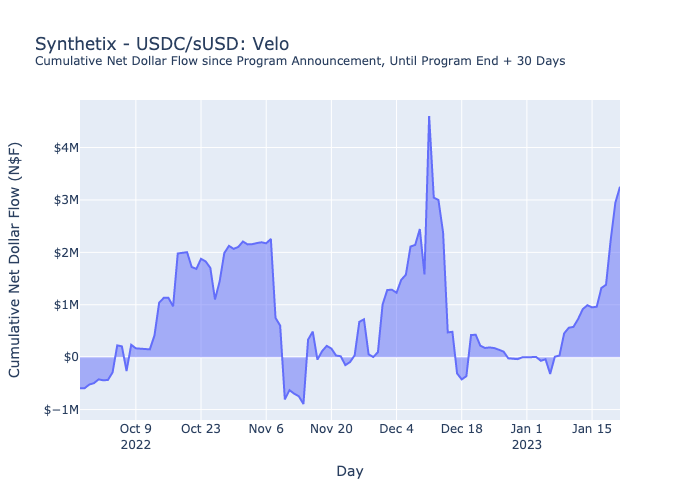 Synthetix - USDC/sUSD: Velo
Cumulative Net Dollar Flow since Program Announcement, Until Program End + 30 Days
Cumulative Net Dollar Flow (N$F)
$4M
$3M
$2M
$1M
$0
$−1M
Oct 9 Oct 23 Nov 6 Nov 20 Dec 4 Dec 18 Jan 1 Jan 15
2022 2023
Day